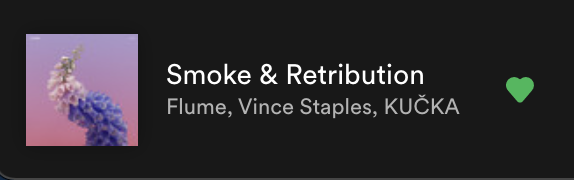 Smoke & Retribution
Flume, Vince Staples, KUČKA